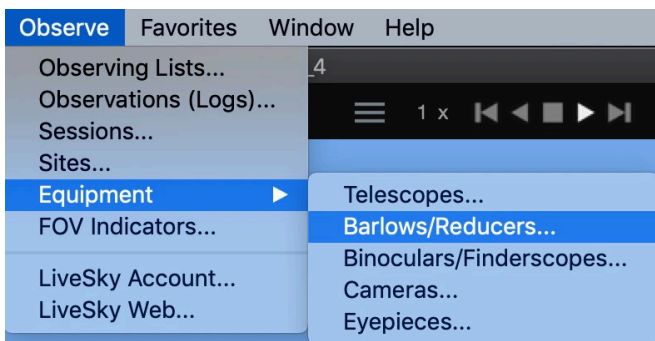 Observe Favorites Window Help
Observing Lists...
_4
Observations (Logs)...
1 x
Sessions...
Sites...
Equipment
Telescopes...
FOV Indicators...
Barlows/Reducers...
Binoculars/Finderscopes...
LiveSky Account...
Cameras...
LiveSky Web...
Eyepieces...